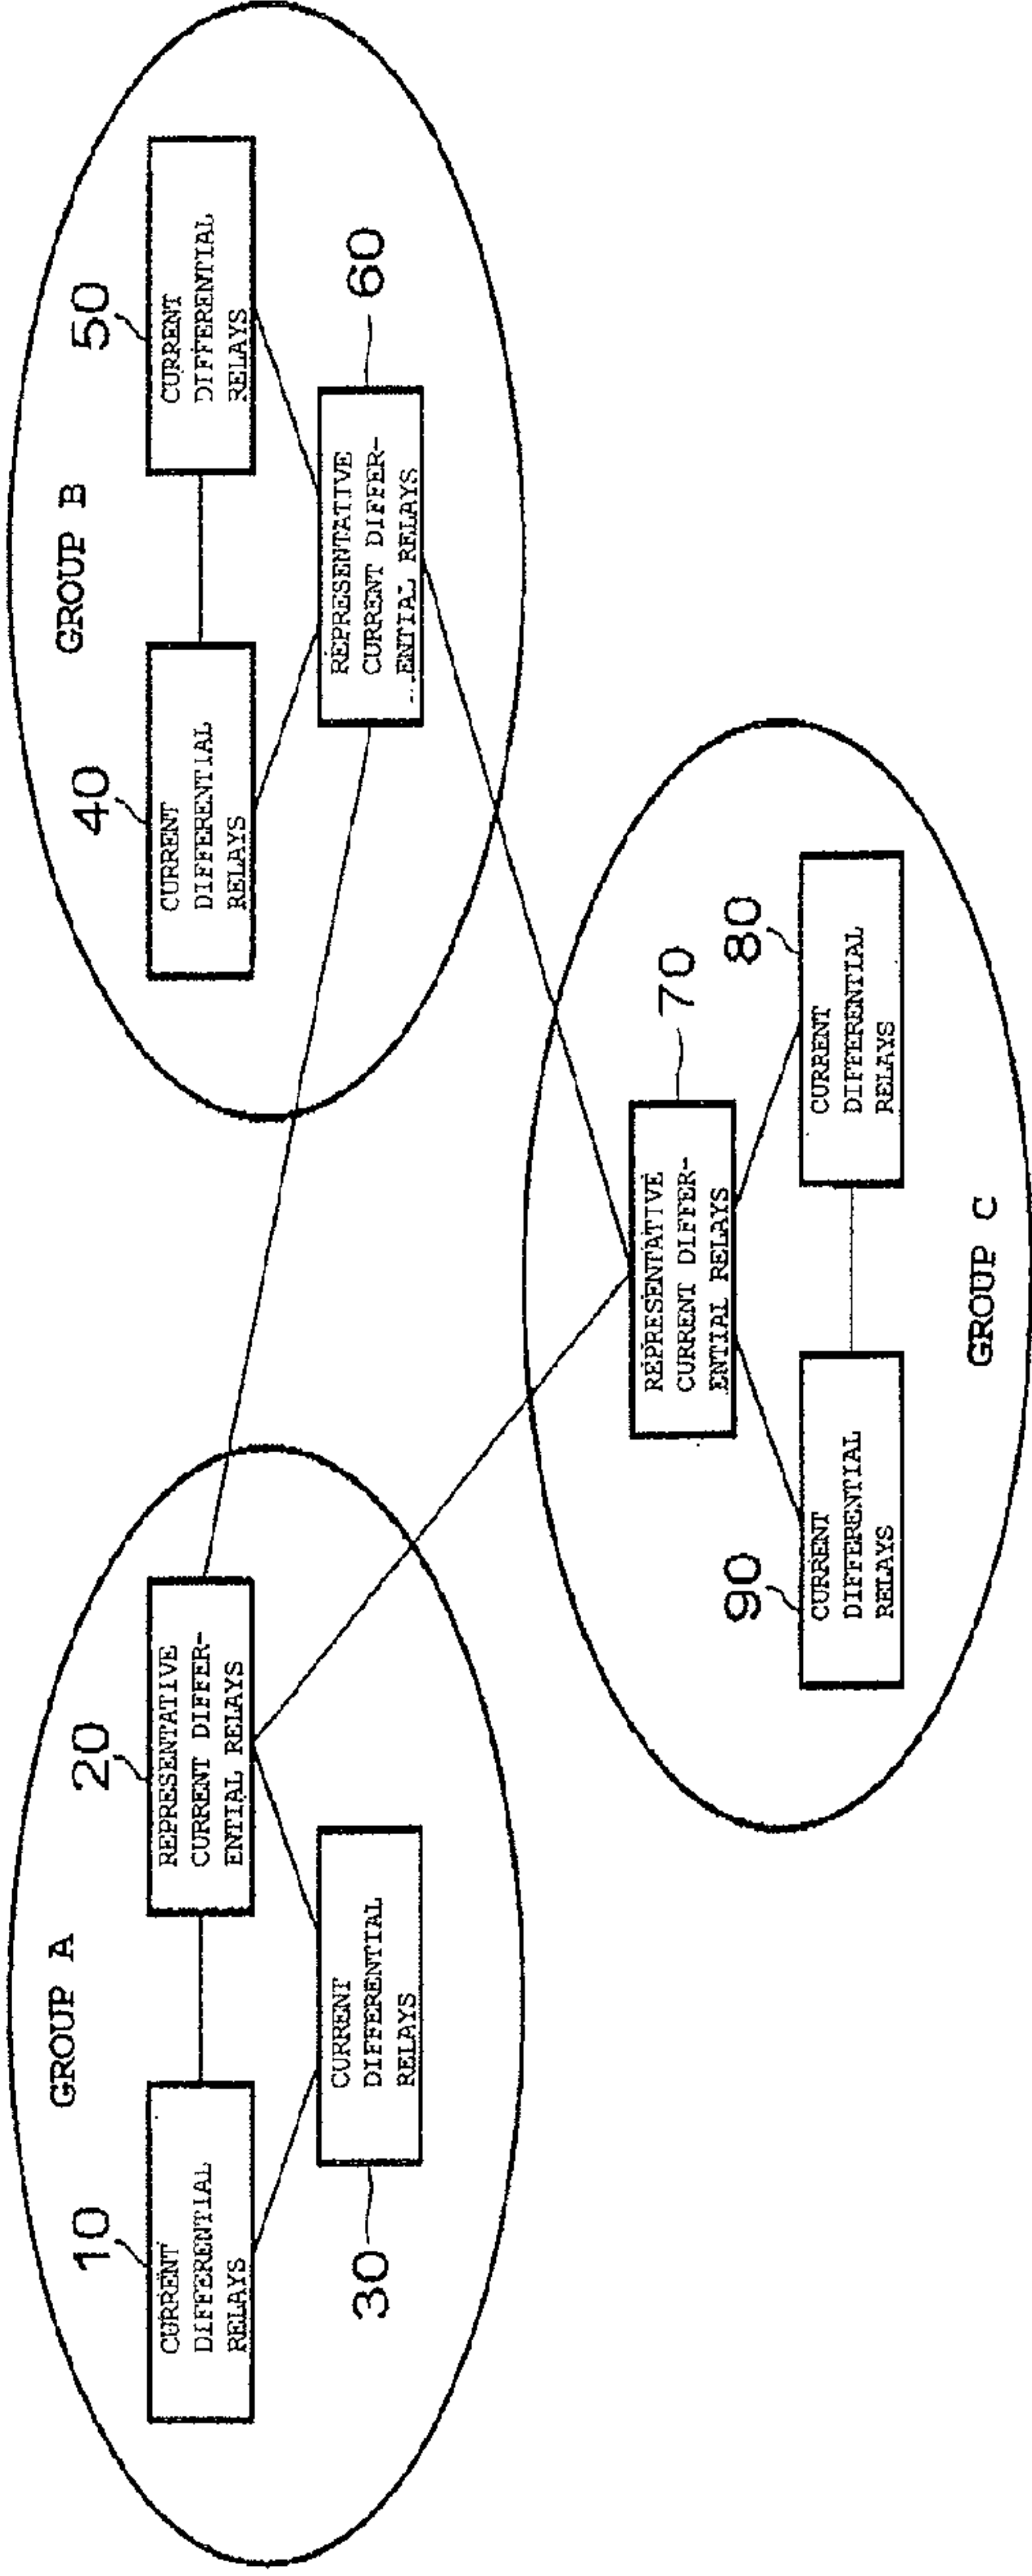 GROUP A
10
CURRENT
DIFFERENTIAL
RELAYS
20
REPRESENTATIVE
CURRENT DIFFER-
ENTIAL RELAYS
30
CURRENT
DIFFERENTIAL
RELAYS
GROUP B
40
CURRENT
DIFFERENTIAL
RELAYS
50
CURRENT
DIFFERENTIAL
RELAYS
60
REPRESENTATIVE
CURRENT DIFFER-
ENTIAL RELAYS
70
REPRESENTATIVE
CURRENT DIFFER-
ENTIAL RELAYS
90
CURRENT
DIFFERENTIAL
RELAYS
80
CURRENT
DIFFERENTIAL
RELAYS
GROUP C